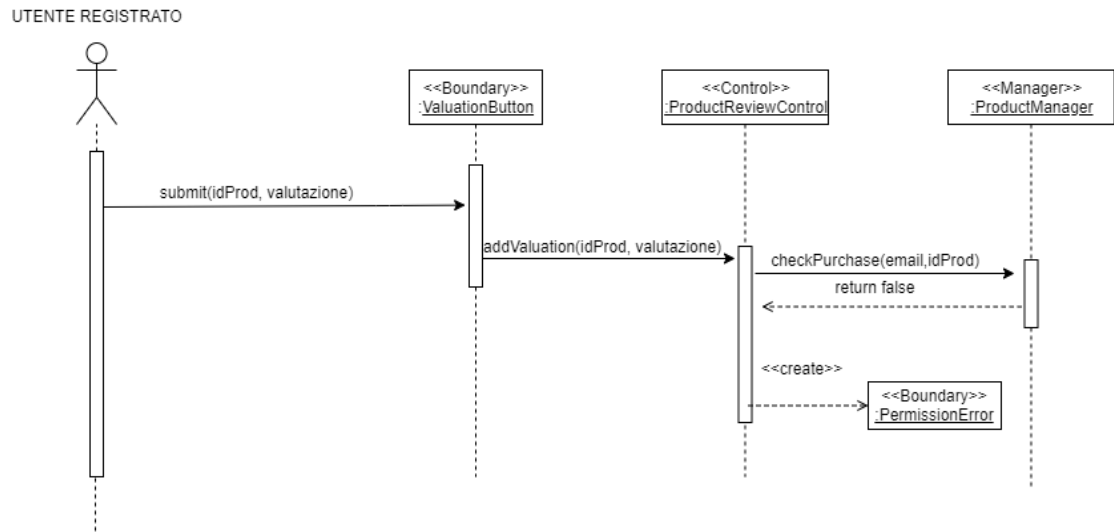 UTENTE REGISTRATO
<<Boundary>>
:ValuationButton
<<Control>>
:ProductReviewControl
<<Manager>>
:ProductManager
submit(idProd, valutazione)
addValuation(idProd, valutazione)
checkPurchase(email,idProd)
return false
<<create>>
<<Boundary>>
:PermissionError